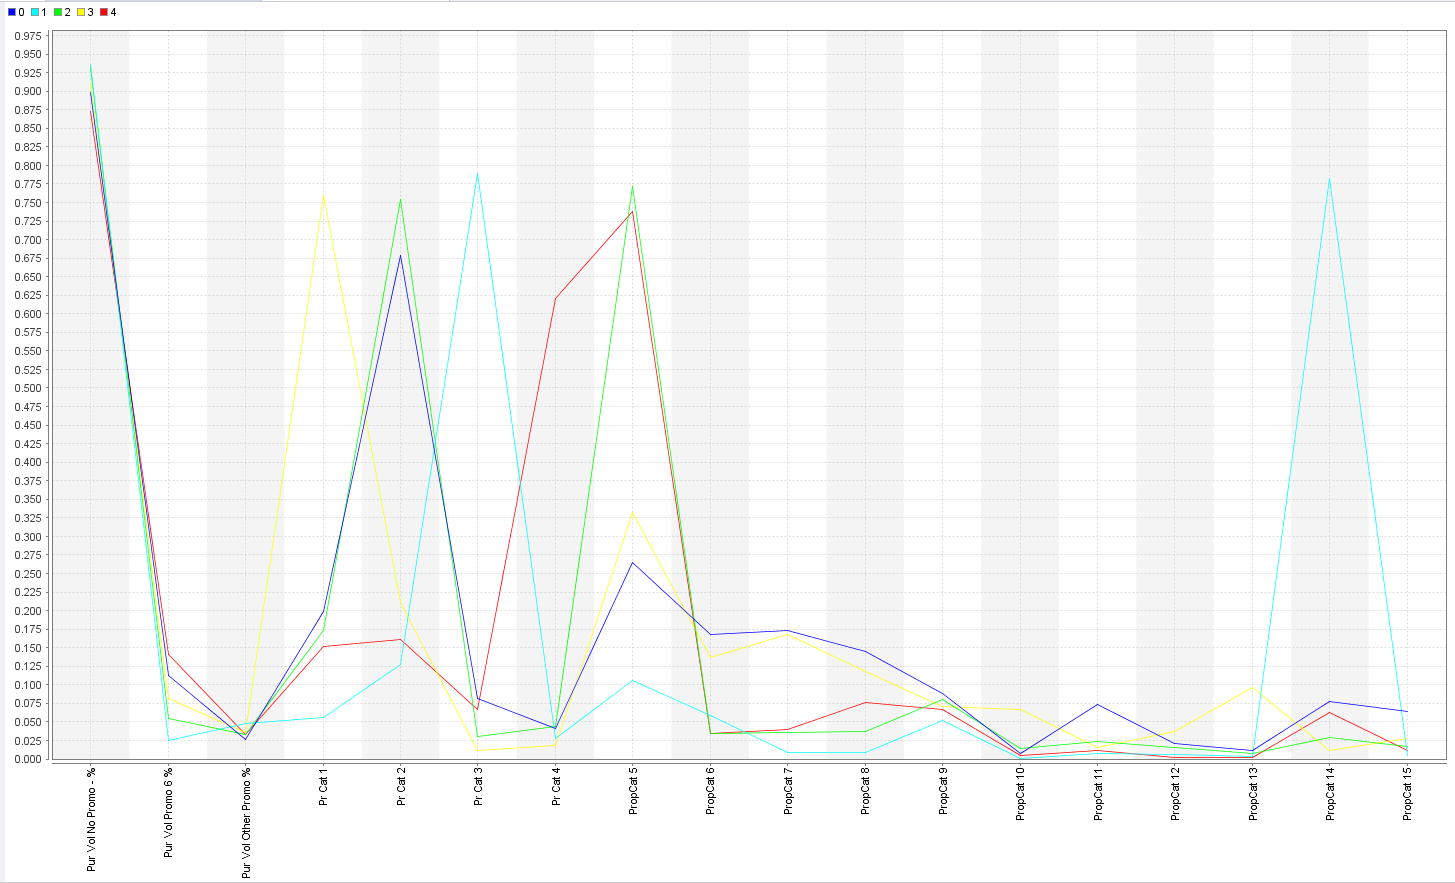 0 1 2 3 4
0.975
0.950
0.925
0.900
0.875
0.850
0.825
0.800
0.775
0.750
0.725
0.700
0.675
0.650
0.625
0.600
0.575
0.550
0.525
0.500
0.475
0.450
0.425
0.400
0.375
0.350
0.325
0.300
0.275
0.250
0.225
0.200
0.175
0.150
0.125
0.100
0.075
0.050
0.025
0.000
Pur Vol No Promo - %
Pur Vol Promo 6 %
Pur Vol Other Promo %
Pr Cat 1
Pr Cat 2
Pr Cat 3
Pr Cat 4
PropCat 5
PropCat 6
PropCat 7
PropCat 8
PropCat 9
PropCat 10
PropCat 11
PropCat 12
PropCat 13
PropCat 14
PropCat 15